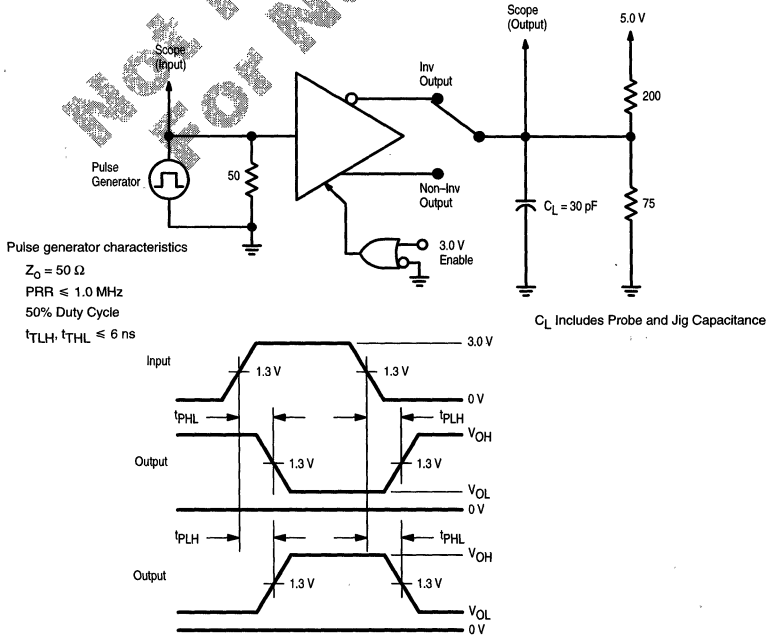 Not
For N
Scope
(Input)
Scope
(Output)
5.0 V
Inv
Output
200
Pulse
Generator
50
Non–Inv
Output
C_L = 30 pF
75
3.0 V
Enable
Pulse generator characteristics
Z_o = 50 Ω
PRR ⩽ 1.0 MHz
50% Duty Cycle
t_TLH, t_THL ⩽ 6 ns
C_L Includes Probe and Jig Capacitance
Input
3.0 V
1.3 V
1.3 V
0 V
t_PHL
t_PLH
V_OH
Output
1.3 V
1.3 V
V_OL
0 V
t_PLH
t_PHL
V_OH
Output
1.3 V
1.3 V
V_OL
0 V